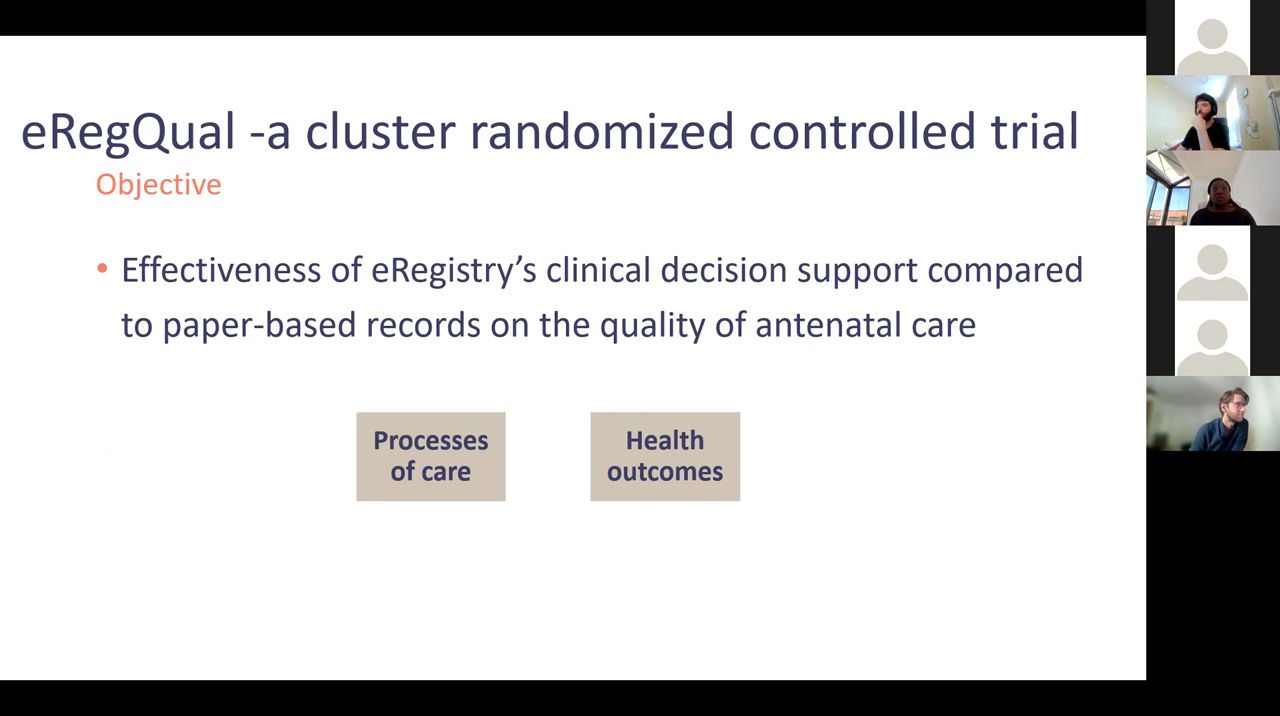 eRegQual -a cluster randomized controlled trial
Objective
• Effectiveness of eRegistry’s clinical decision support compared
to paper-based records on the quality of antenatal care
Processes
of care
Health
outcomes